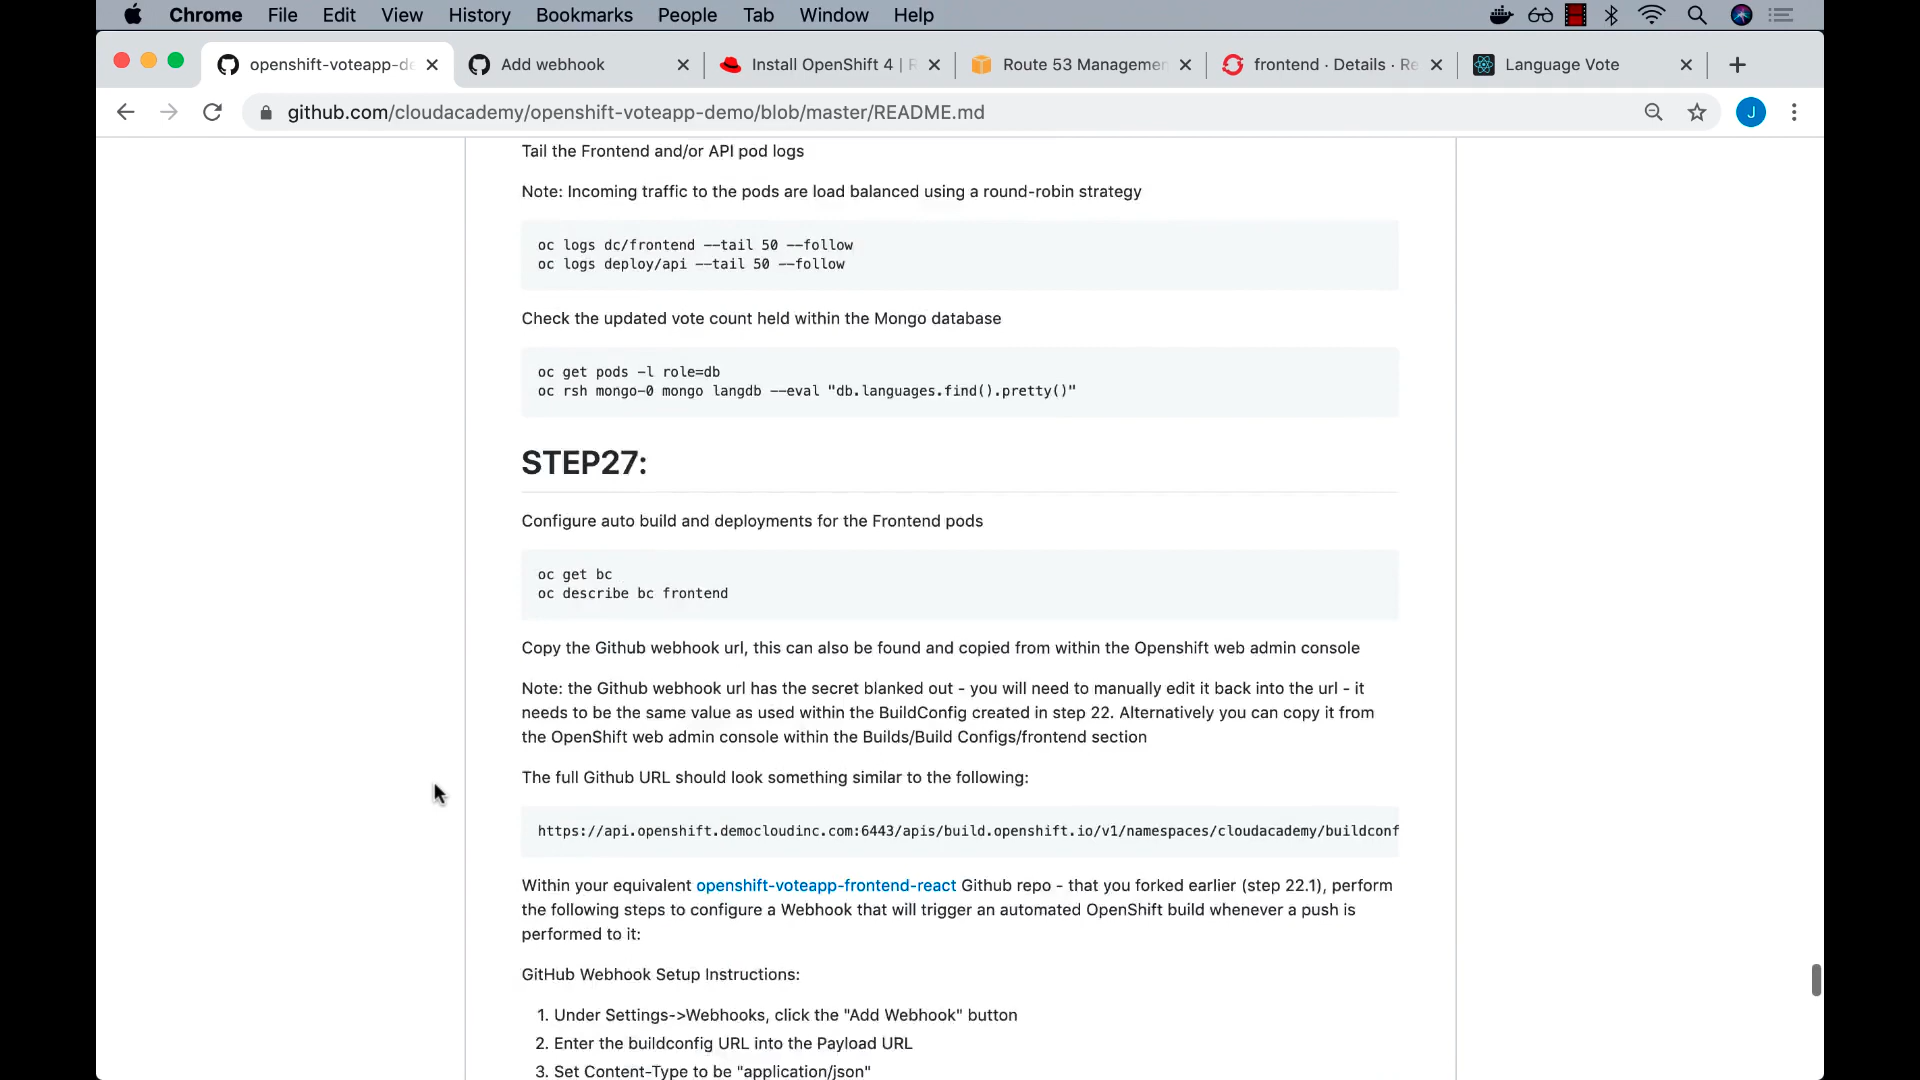 Chrome File Edit View History Bookmarks People Tab Window Help
openshift-voteapp-de
Add webhook
Install OpenShift 4 | R
Route 53 Managemen
frontend · Details · Re
Language Vote
github.com/cloudacademy/openshift-voteapp-demo/blob/master/README.md
J
Tail the Frontend and/or API pod logs
Note: Incoming traffic to the pods are load balanced using a round-robin strategy
oc logs dc/frontend --tail 50 --follow
oc logs deploy/api --tail 50 --follow
Check the updated vote count held within the Mongo database
oc get pods -l role=db
oc rsh mongo-0 mongo langdb --eval "db.languages.find().pretty()"
STEP27:
Configure auto build and deployments for the Frontend pods
oc get bc
oc describe bc frontend
Copy the Github webhook url, this can also be found and copied from within the Openshift web admin console
Note: the Github webhook url has the secret blanked out - you will need to manually edit it back into the url - it
needs to be the same value as used within the BuildConfig created in step 22. Alternatively you can copy it from
the OpenShift web admin console within the Builds/Build Configs/frontend section
The full Github URL should look something similar to the following:
https://api.openshift.democloudinc.com:6443/apis/build.openshift.io/v1/namespaces/cloudacademy/buildconf
Within your equivalent openshift-voteapp-frontend-react Github repo - that you forked earlier (step 22.1), perform
the following steps to configure a Webhook that will trigger an automated OpenShift build whenever a push is
performed to it:
GitHub Webhook Setup Instructions:
1. Under Settings->Webhooks, click the "Add Webhook" button
2. Enter the buildconfig URL into the Payload URL
3. Set Content-Type to be "application/json"